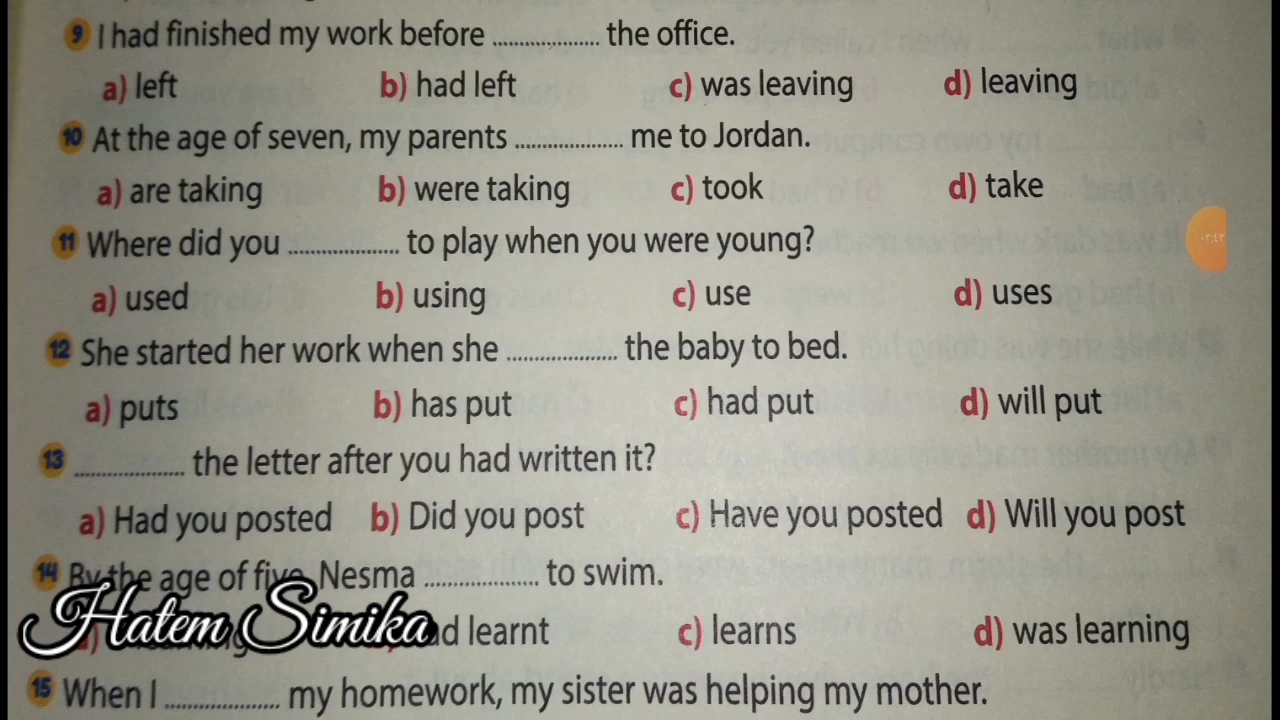 9 I had finished my work before ............ the office.
a) left b) had left c) was leaving d) leaving
10 At the age of seven, my parents ............ me to Jordan.
a) are taking b) were taking c) took d) take
11 Where did you ............ to play when you were young?
a) used b) using c) use d) uses
12 She started her work when she ............ the baby to bed.
a) puts b) has put c) had put d) will put
13 ............ the letter after you had written it?
a) Had you posted b) Did you post c) Have you posted d) Will you post
14 By the age of five, Nesma ............ to swim.
Hatem Simika
learnt c) learns d) was learning
15 When I ............ my homework, my sister was helping my mother.